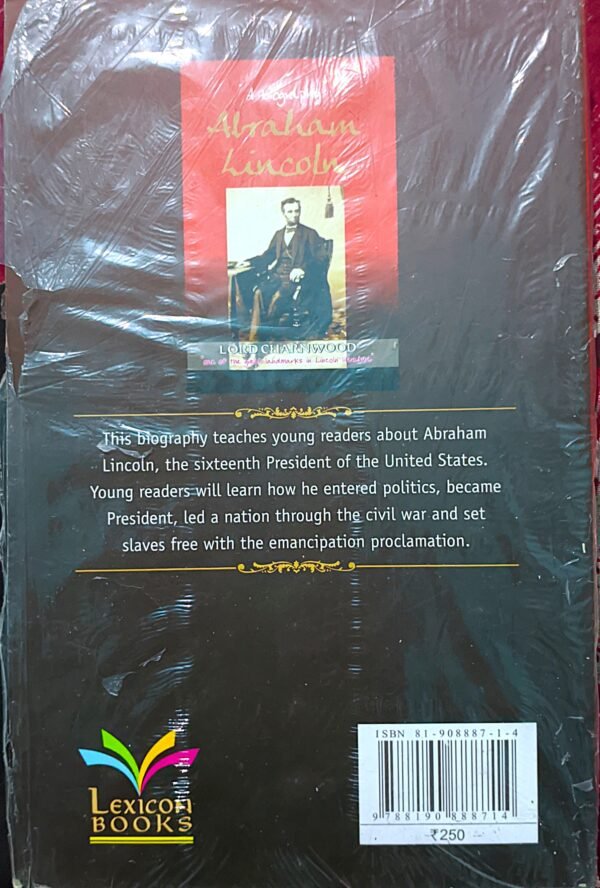 Abraham
Lincoln
LORD CHARNWOOD
This biography teaches young readers about Abraham
Lincoln, the sixteenth President of the United States.
Young readers will learn how he entered politics, became
President, led a nation through the civil war and set
slaves free with the emancipation proclamation.
LEXICON
BOOKS
ISBN 81-908887-1-4
9 788190 888714
₹250